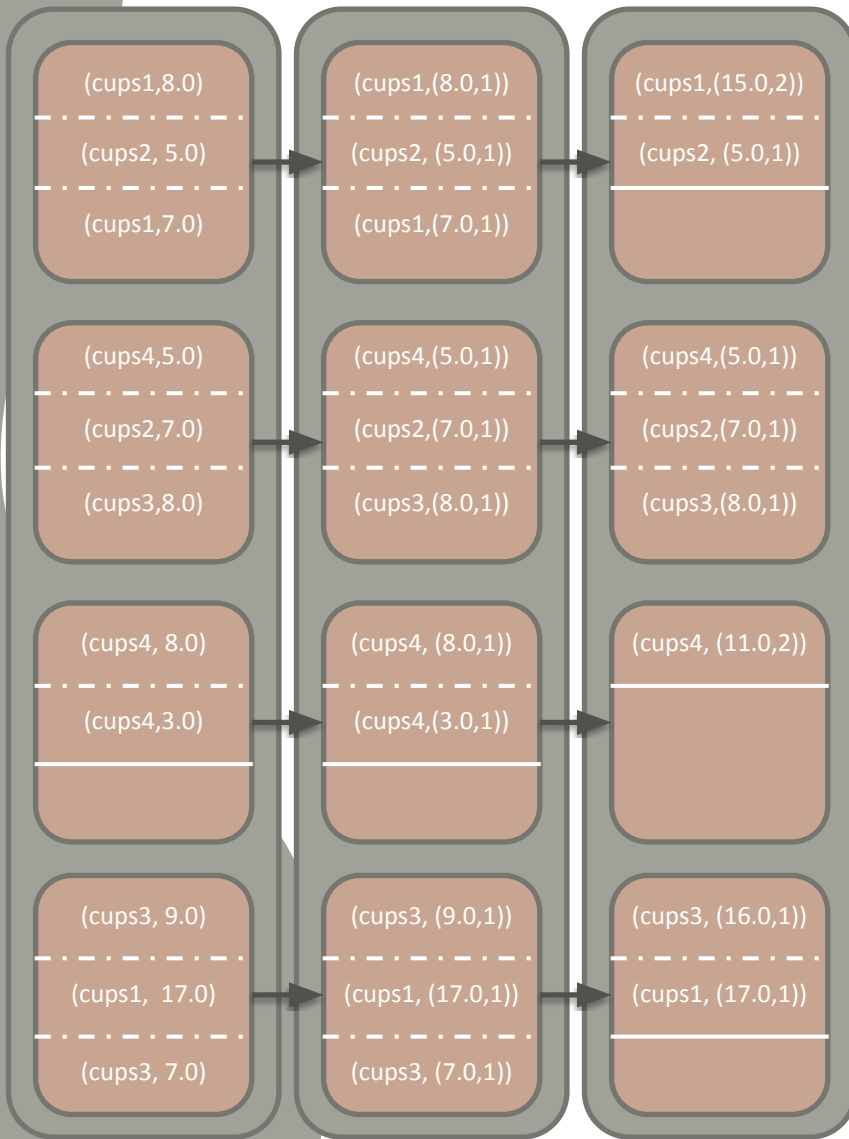 (cups1,8.0)
(cups2, 5.0)
(cups1,7.0)
(cups4,5.0)
(cups2,7.0)
(cups3,8.0)
(cups4, 8.0)
(cups4,3.0)
(cups3, 9.0)
(cups1, 17.0)
(cups3, 7.0)
(cups1,(8.0,1))
(cups2, (5.0,1))
(cups1,(7.0,1))
(cups4,(5.0,1))
(cups2,(7.0,1))
(cups3,(8.0,1))
(cups4, (8.0,1))
(cups4,(3.0,1))
(cups3, (9.0,1))
(cups1, (17.0,1))
(cups3, (7.0,1))
(cups1,(15.0,2))
(cups2, (5.0,1))
(cups4,(5.0,1))
(cups2,(7.0,1))
(cups3,(8.0,1))
(cups4, (11.0,2))
(cups3, (16.0,1))
(cups1, (17.0,1))